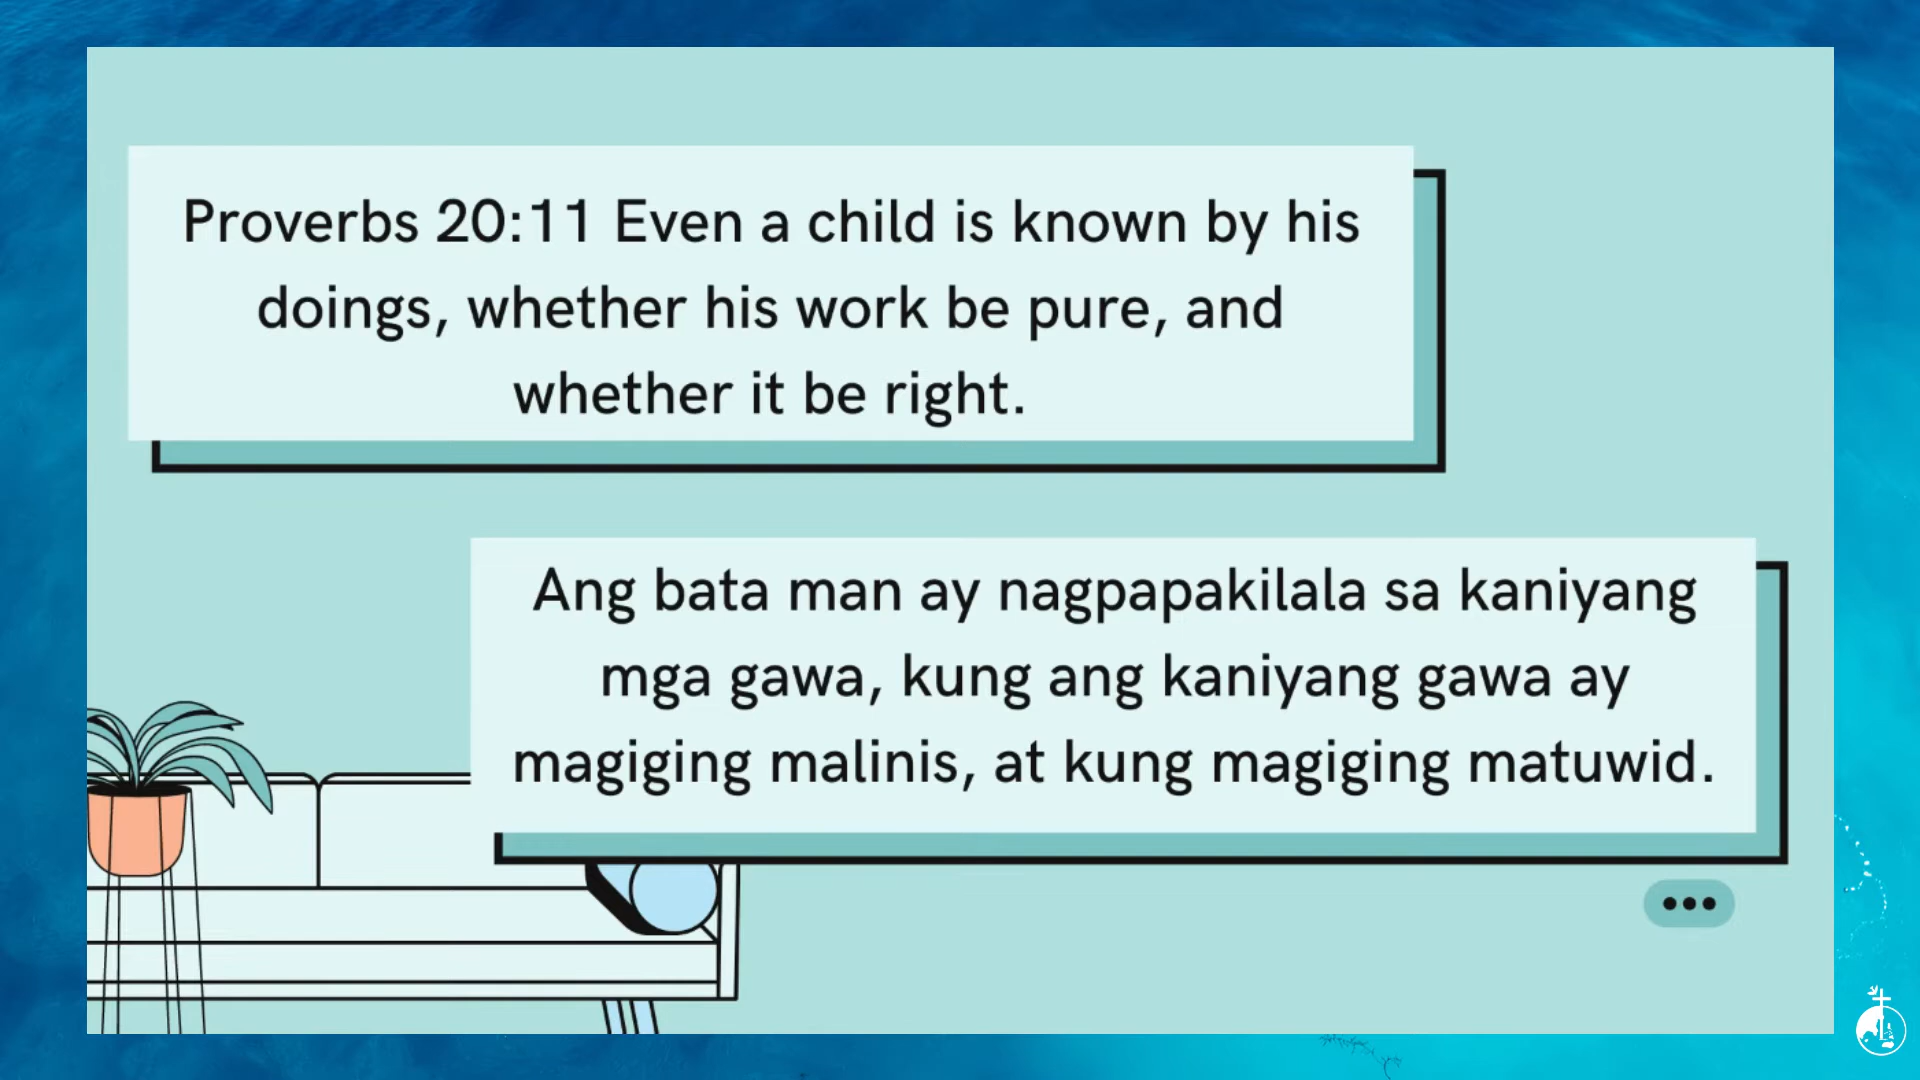 Proverbs 20:11 Even a child is known by his
doings, whether his work be pure, and
whether it be right.
Ang bata man ay nagpapakilala sa kaniyang
mga gawa, kung ang kaniyang gawa ay
magiging malinis, at kung magiging matuwid.